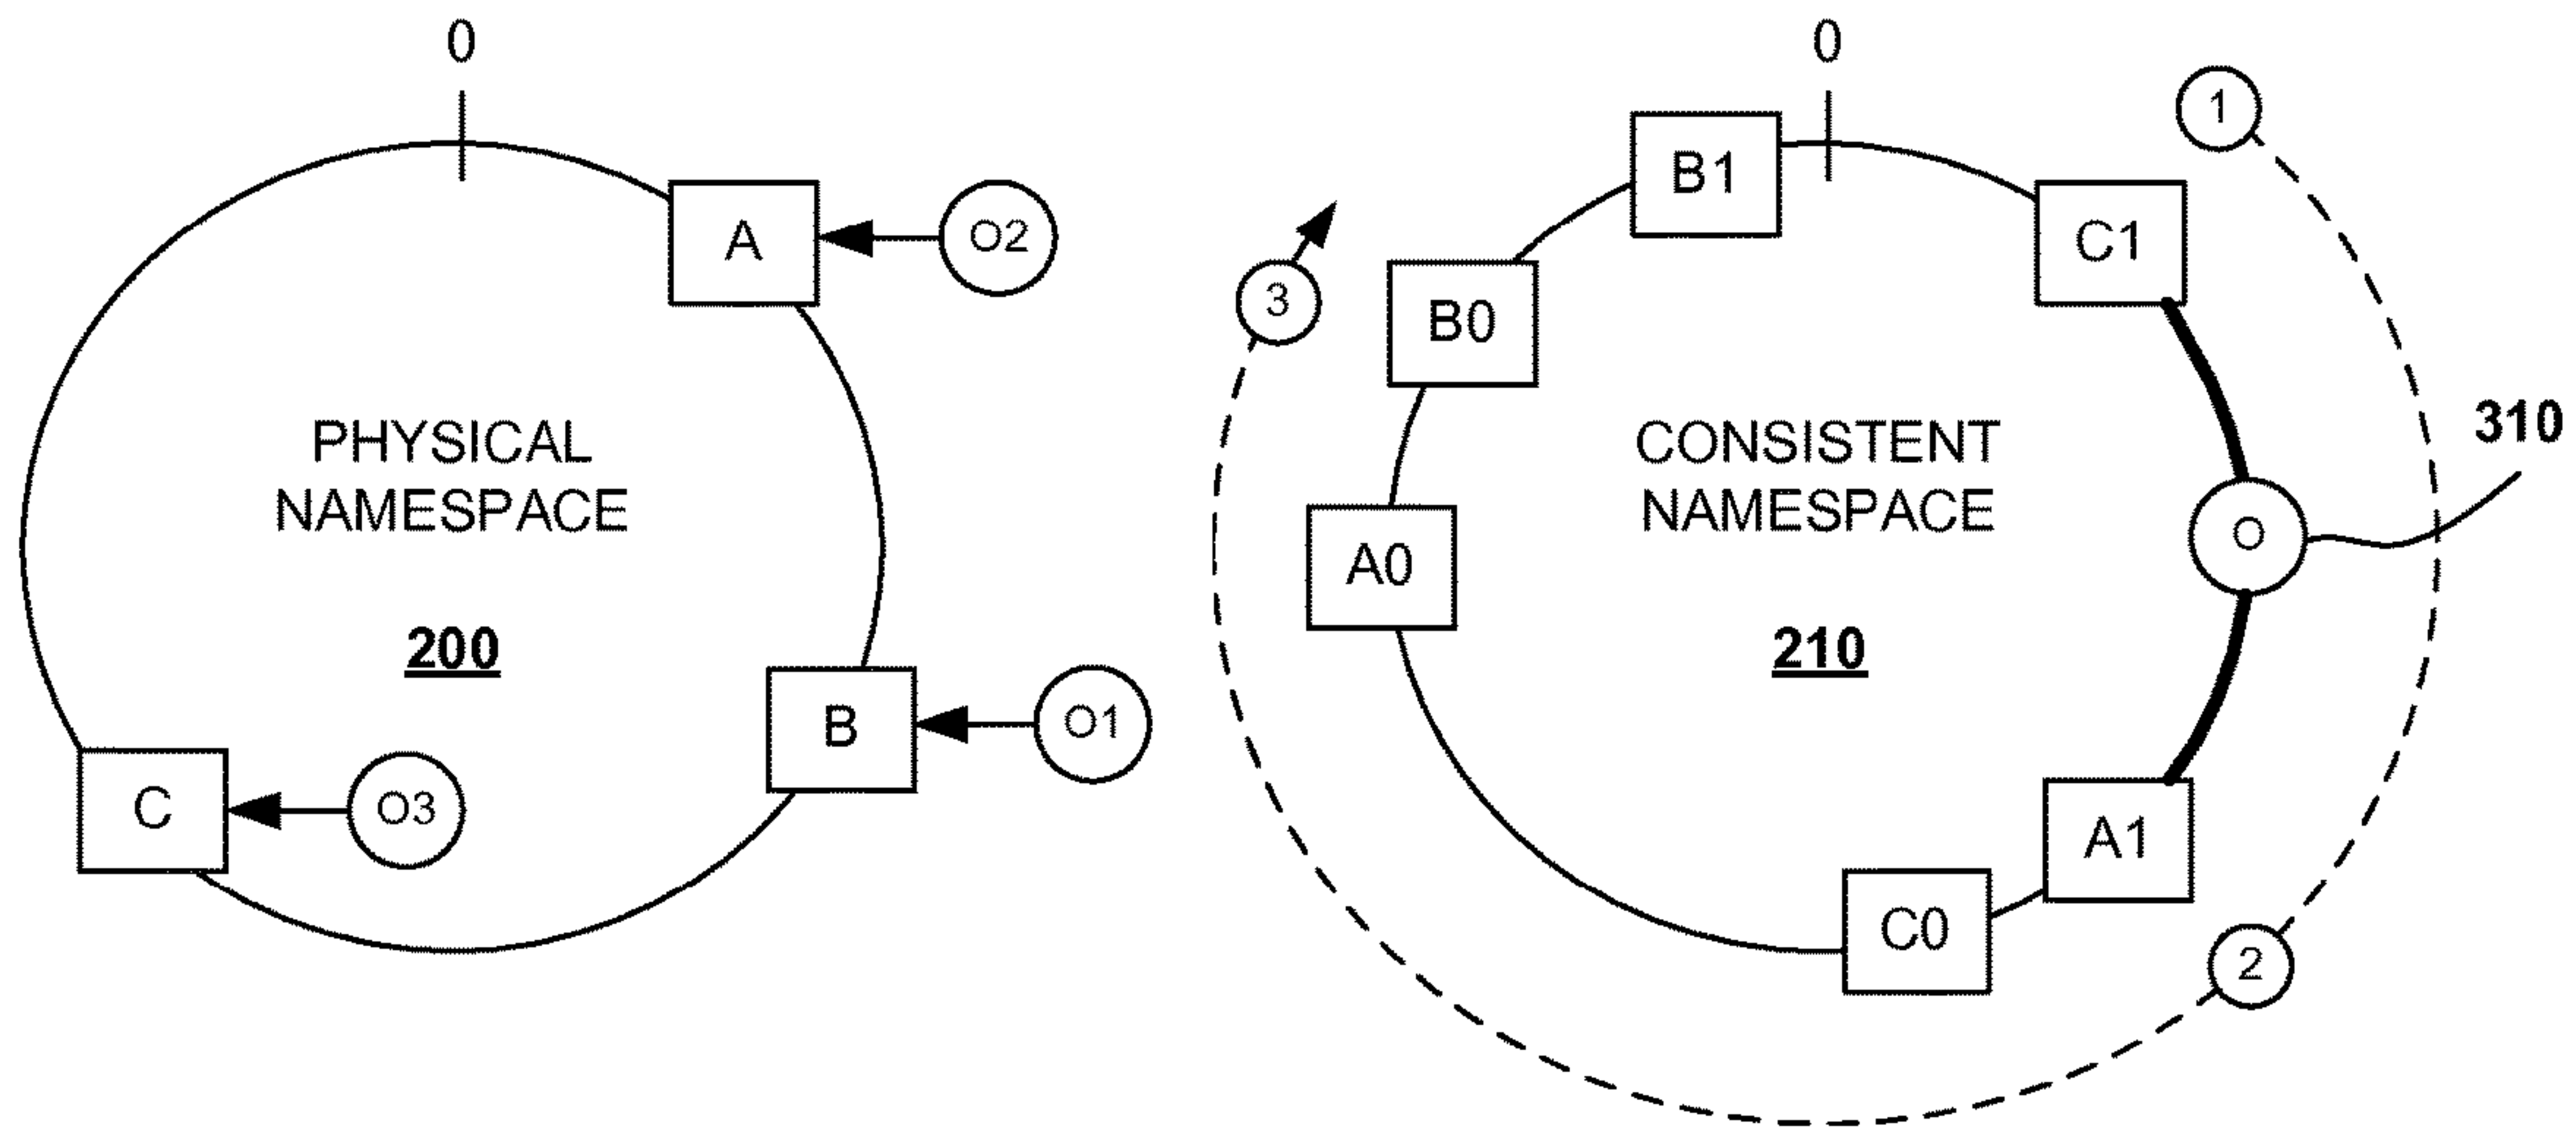 0
A
O2
PHYSICAL
NAMESPACE
200
B
O1
C
O3
0
1
B1
C1
3
B0
CONSISTENT
NAMESPACE
310
O
A0
210
A1
C0
2